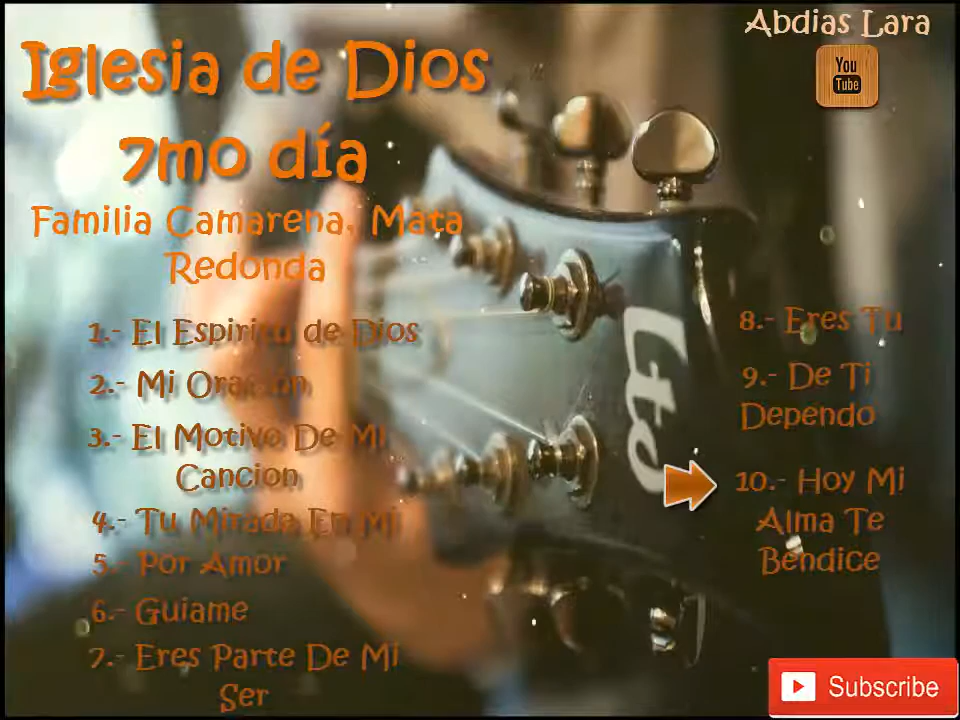 Iglesia de Dios
7mo día
Familia Camarena, Mata
Redonda
1.- El Espiritu de Dios
2.- Mi Oración
3.- El Motivo De Mi
Cancion
4.- Tu Mirada En Mi
5.- Por Amor
6.- Guiame
7.- Eres Parte De Mi
Ser
Abdias Lara
You
Tube
Ltd
8.- Eres Tu
9.- De Ti
Dependo
10.- Hoy Mi
Alma Te
Bendice
Subscribe